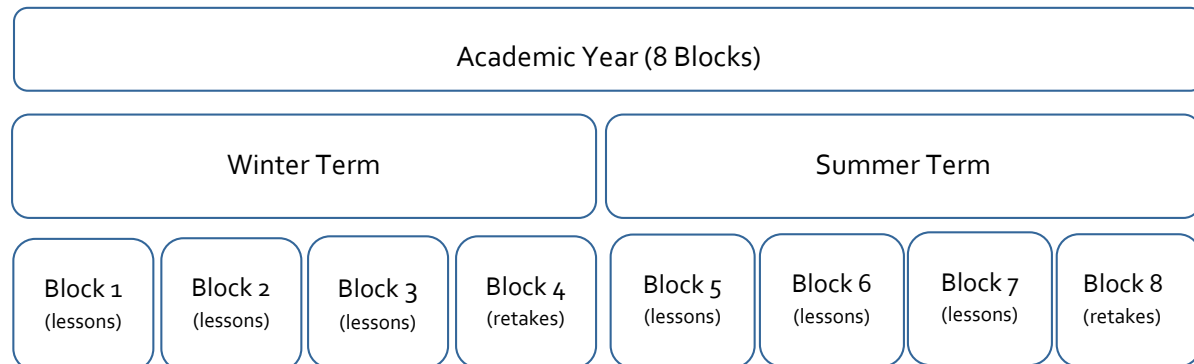 Academic Year (8 Blocks)
Winter Term
Summer Term
Block 1
(lessons)
Block 2
(lessons)
Block 3
(lessons)
Block 4
(retakes)
Block 5
(lessons)
Block 6
(lessons)
Block 7
(lessons)
Block 8
(retakes)